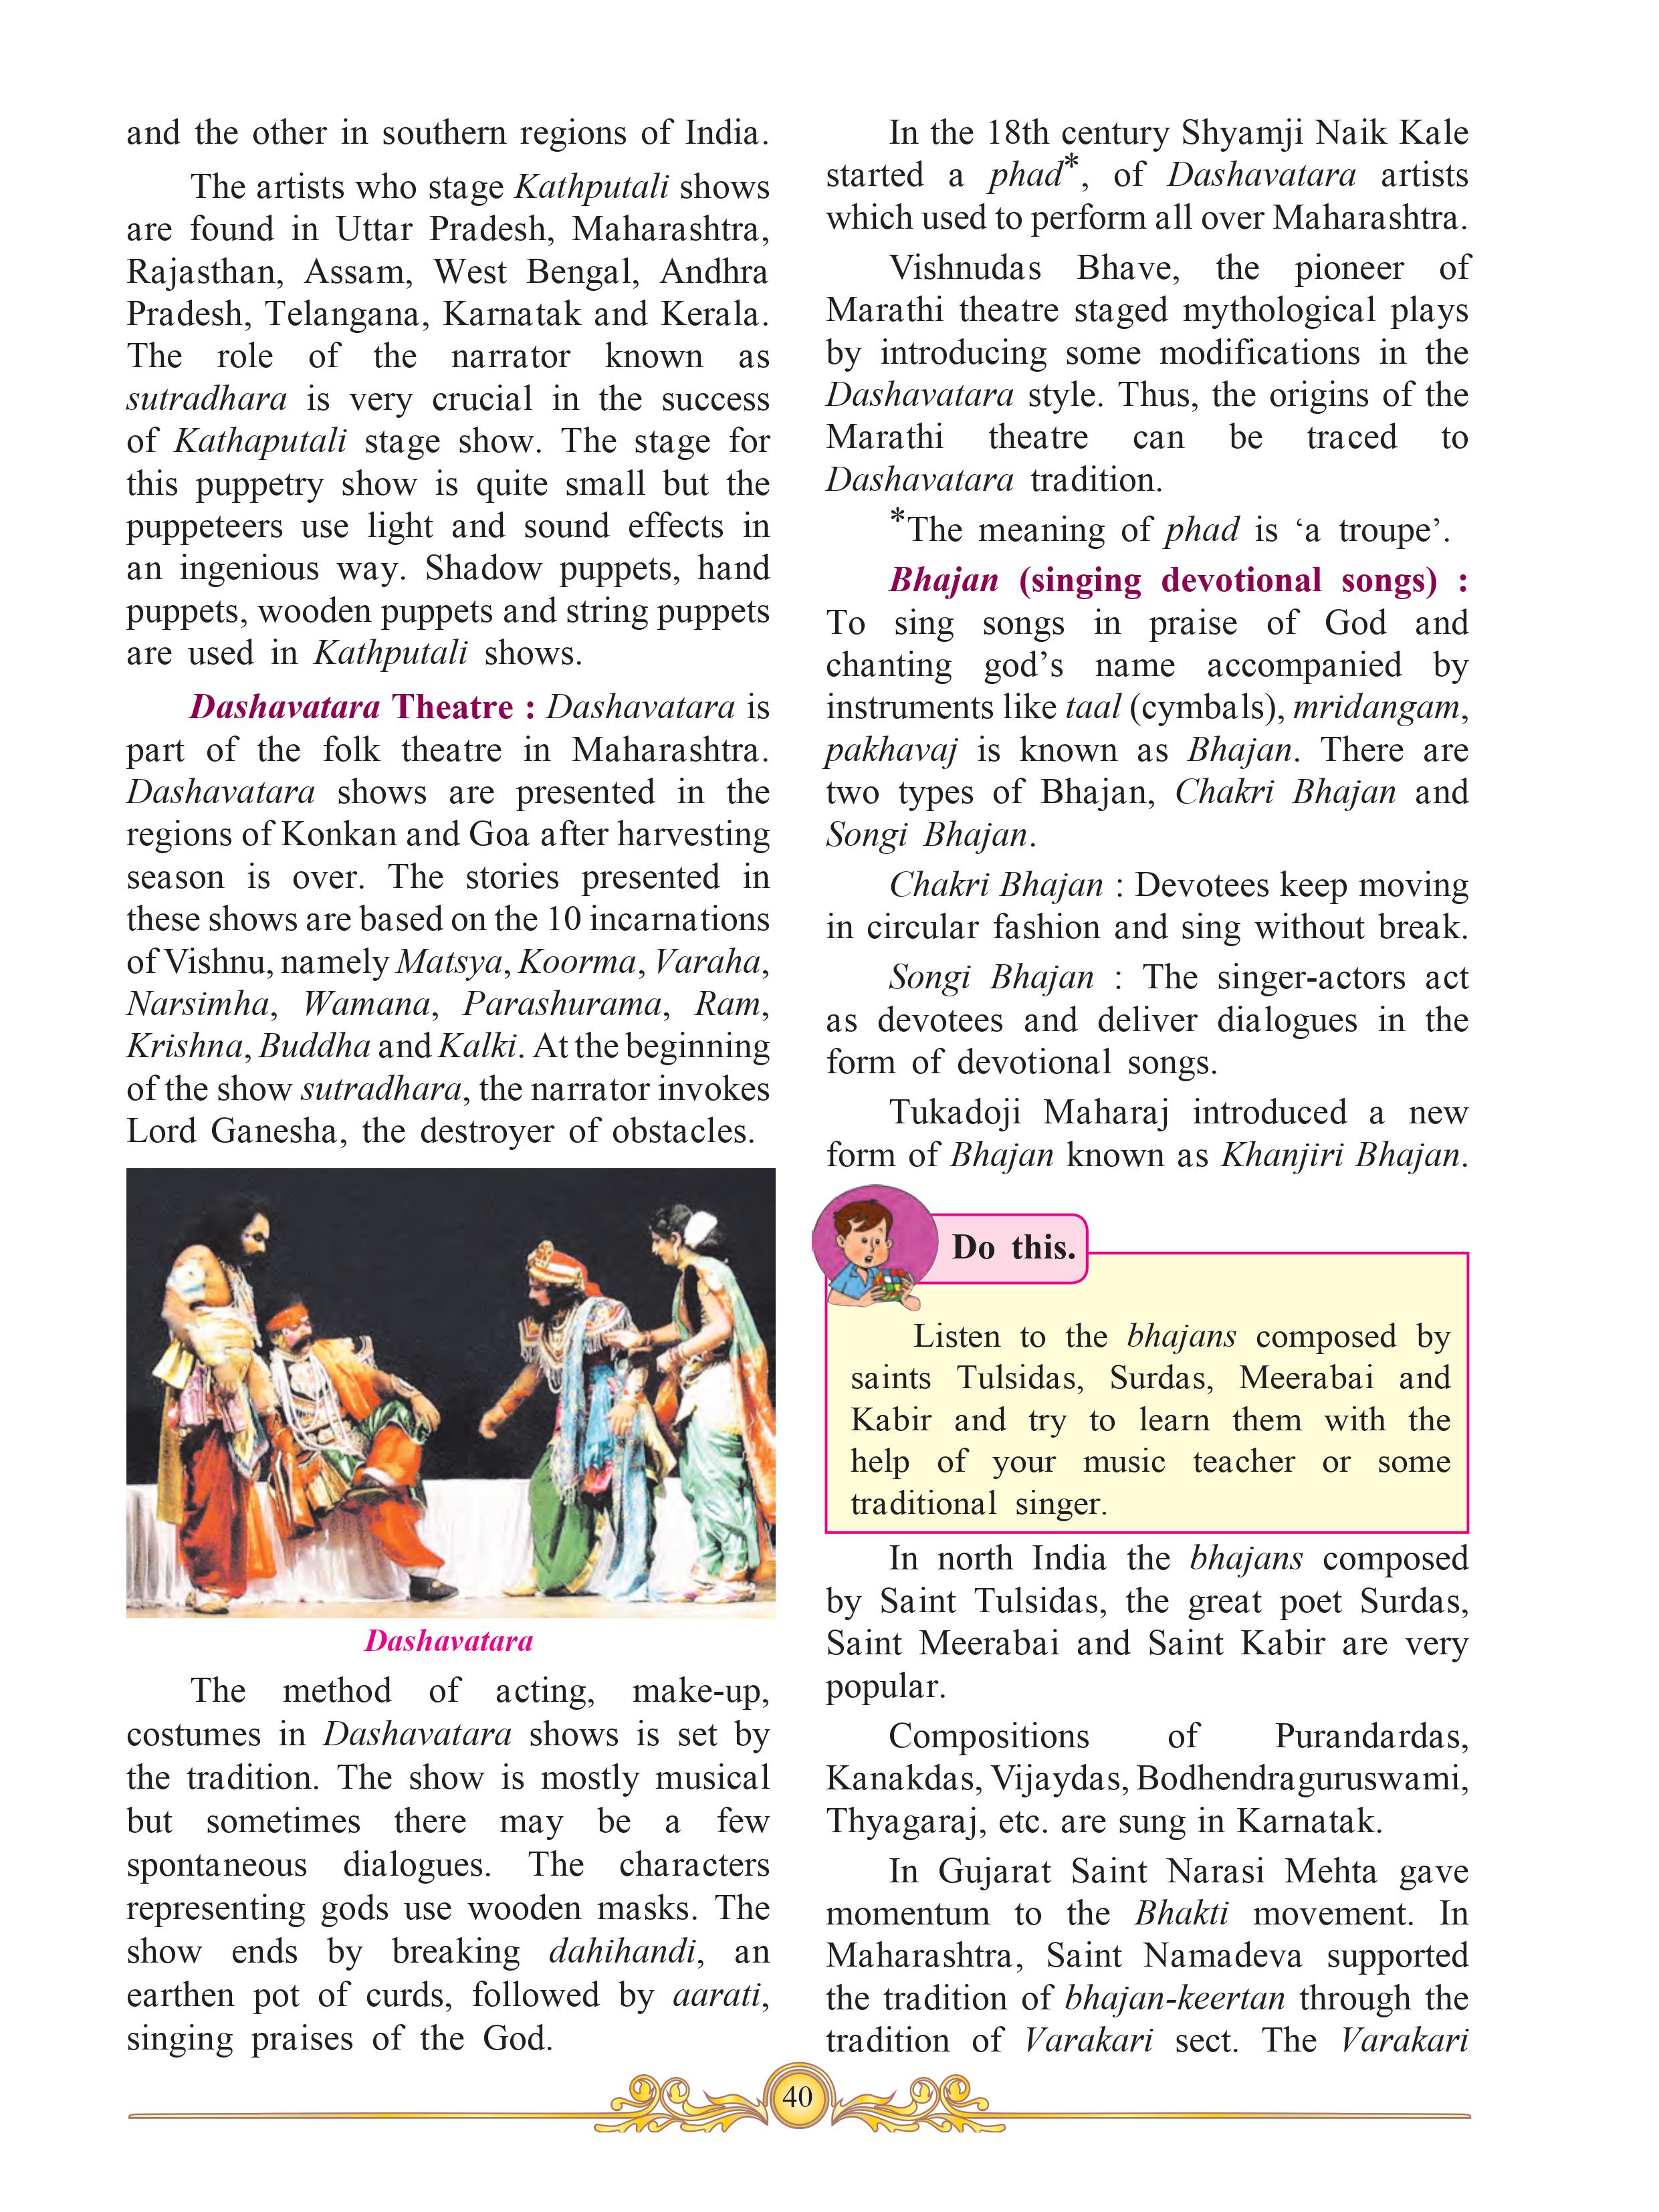 and the other in southern regions of India.
The artists who stage Kathputali shows
are found in Uttar Pradesh, Maharashtra,
Rajasthan, Assam, West Bengal, Andhra
Pradesh, Telangana, Karnatak and Kerala.
The role of the narrator known as
sutradhara is very crucial in the success
of Kathaputali stage show. The stage for
this puppetry show is quite small but the
puppeteers use light and sound effects in
an ingenious way. Shadow puppets, hand
puppets, wooden puppets and string puppets
are used in Kathputali shows.
Dashavatara Theatre : Dashavatara is
part of the folk theatre in Maharashtra.
Dashavatara shows are presented in the
regions of Konkan and Goa after harvesting
season is over. The stories presented in
these shows are based on the 10 incarnations
of Vishnu, namely Matsya, Koorma, Varaha,
Narsimha, Wamana, Parashurama, Ram,
Krishna, Buddha and Kalki. At the beginning
of the show sutradhara, the narrator invokes
Lord Ganesha, the destroyer of obstacles.
Dashavatara
The method of acting, make-up,
costumes in Dashavatara shows is set by
the tradition. The show is mostly musical
but sometimes there may be a few
spontaneous dialogues. The characters
representing gods use wooden masks. The
show ends by breaking dahihandi, an
earthen pot of curds, followed by aarati,
singing praises of the God.
In the 18th century Shyamji Naik Kale
started a phad*, of Dashavatara artists
which used to perform all over Maharashtra.
Vishnudas Bhave, the pioneer of
Marathi theatre staged mythological plays
by introducing some modifications in the
Dashavatara style. Thus, the origins of the
Marathi theatre can be traced to
Dashavatara tradition.
*The meaning of phad is ‘a troupe’.
Bhajan (singing devotional songs) :
To sing songs in praise of God and
chanting god’s name accompanied by
instruments like taal (cymbals), mridangam,
pakhavaj is known as Bhajan. There are
two types of Bhajan, Chakri Bhajan and
Songi Bhajan.
Chakri Bhajan : Devotees keep moving
in circular fashion and sing without break.
Songi Bhajan : The singer-actors act
as devotees and deliver dialogues in the
form of devotional songs.
Tukadoji Maharaj introduced a new
form of Bhajan known as Khanjiri Bhajan.
Do this.
Listen to the bhajans composed by
saints Tulsidas, Surdas, Meerabai and
Kabir and try to learn them with the
help of your music teacher or some
traditional singer.
In north India the bhajans composed
by Saint Tulsidas, the great poet Surdas,
Saint Meerabai and Saint Kabir are very
popular.
Compositions of Purandardas,
Kanakdas, Vijaydas, Bodhendraguruswami,
Thyagaraj, etc. are sung in Karnatak.
In Gujarat Saint Narasi Mehta gave
momentum to the Bhakti movement. In
Maharashtra, Saint Namadeva supported
the tradition of bhajan-keertan through the
tradition of Varakari sect. The Varakari
40